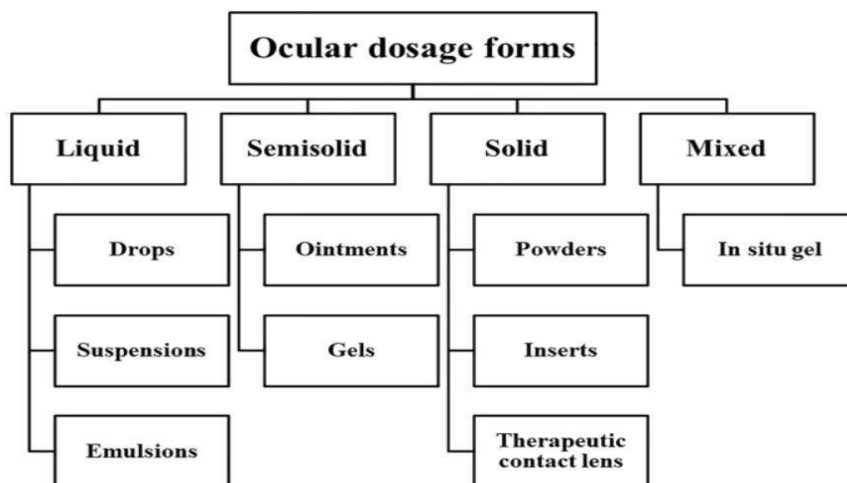 Ocular dosage forms
Liquid
Semisolid
Solid
Mixed
Drops
Ointments
Powders
In situ gel
Suspensions
Gels
Inserts
Emulsions
Therapeutic
contact lens